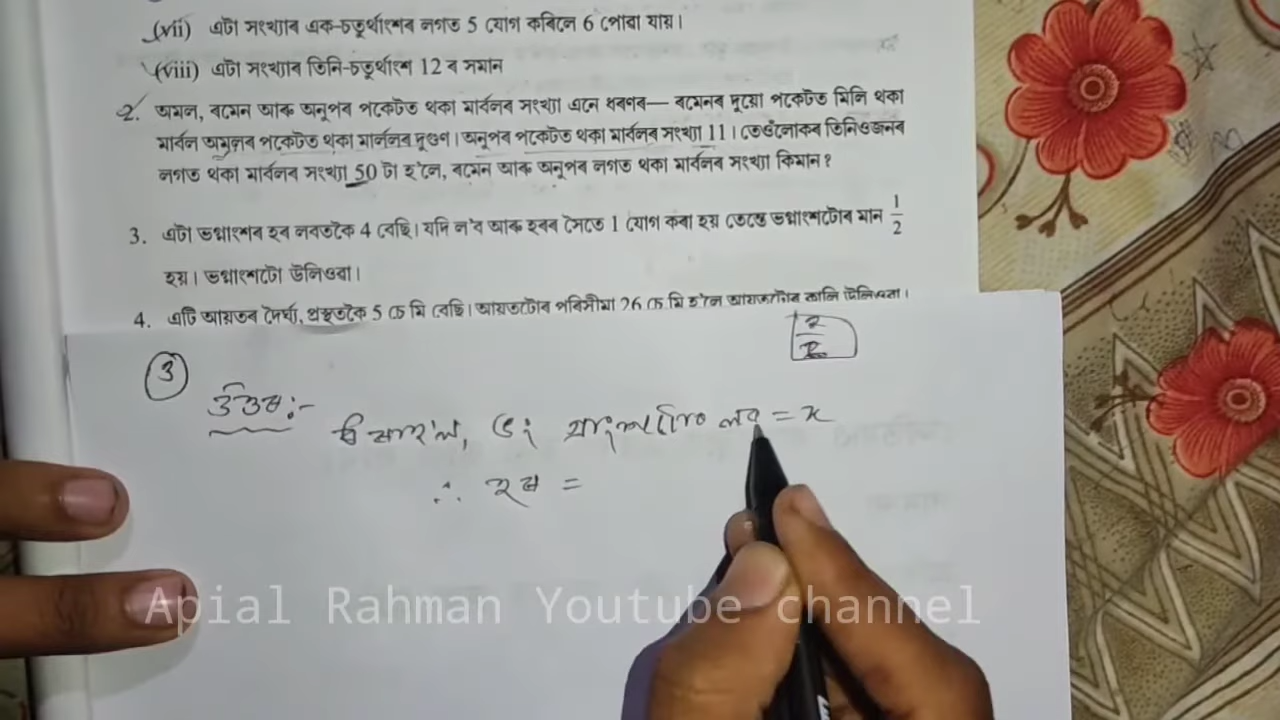 (vii) এটা সংখ্যাৰ এক-চতুৰ্থাংশৰ লগত 5 যোগ কৰিলে 6 পোৱা যায়।
(viii) এটা সংখ্যাৰ তিনি-চতুৰ্থাংশ 12 ৰ সমান
2. অমল, ৰমেন আৰু অনুপৰ পকেটত থকা মাৰ্বলৰ সংখ্যা এনে ধৰণৰ— ৰমেনৰ দুয়ো পকেটত মিলি থকা
মাৰ্বল অমলৰ পকেটত থকা মাৰ্বলৰ দুগুণ। অনুপৰ পকেটত থকা মাৰ্বলৰ সংখ্যা 11। তেওঁলোকৰ তিনিওজনৰ
লগত থকা মাৰ্বলৰ সংখ্যা 50 টা হ'লে, ৰমেন আৰু অনুপৰ লগত থকা মাৰ্বলৰ সংখ্যা কিমান?
3. এটা ভগ্নাংশৰ হৰ লবতকৈ 4 বেছি। যদি ল'ব আৰু হৰৰ সৈতে 1 যোগ কৰা হয় তেন্তে ভগ্নাংশটোৰ মান 1/2
হয়। ভগ্নাংশটো উলিওৱা।
4. এটি আয়তৰ দৈৰ্ঘ্য, প্ৰস্থতকৈ 5 চে মি বেছি। আয়তটোৰ পৰিসীমা 26 চে মি হ'লে আয়তটোৰ কালি উলিওৱা।
3
উত্তৰ:-
লব = x
∴ হৰ =
Apial Rahman Youtube channel